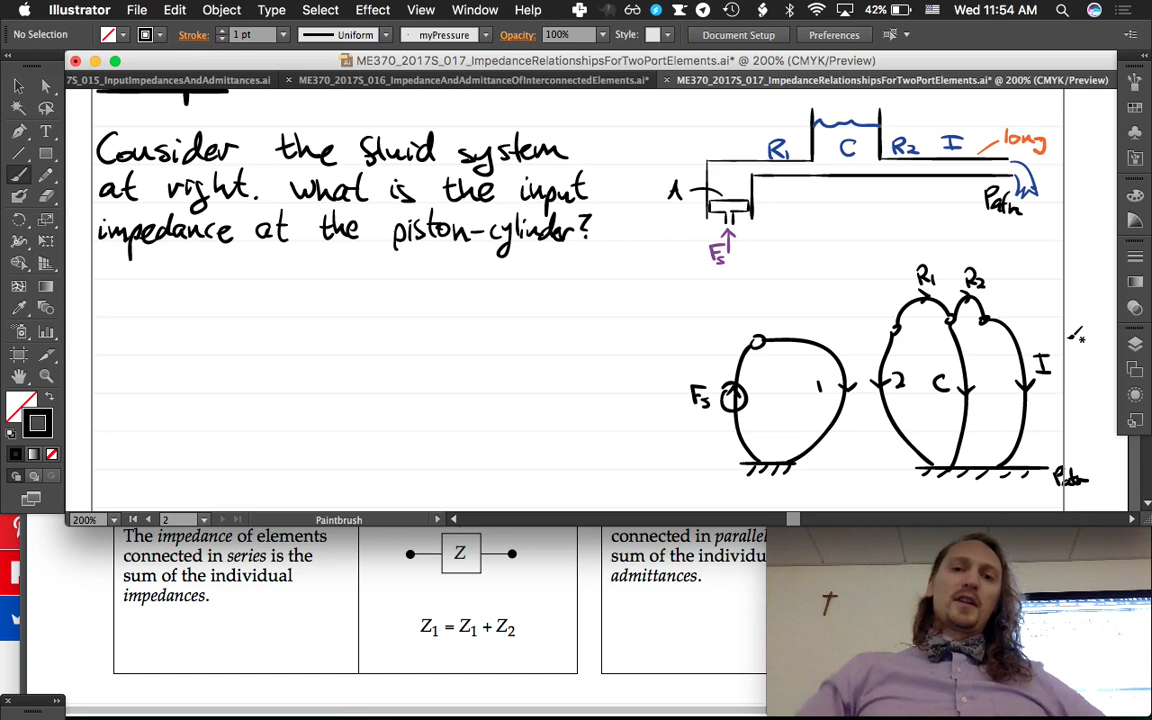 Illustrator File Edit Object Type Select Effect View Window Help 42% Wed 11:54 AM
No Selection Stroke: 1 pt Uniform myPressure Opacity: 100% Style: Document Setup Preferences
ME370_2017S_017_ImpedanceRelationshipsForTwoPortElements.ai* @ 200% (CMYK/Preview)
7S_015_InputImpedancesAndAdmittances.ai ME370_2017S_016_ImpedanceAndAdmittanceOfInterconnectedElements.ai* ME370_2017S_017_ImpedanceRelationshipsForTwoPortElements.ai* @ 200% (CMYK/Preview)
Consider the fluid system
at right. What is the input
impedance at the piston-cylinder?
R1 C R2 I long
A
Patm
Fs
R1 R2
Fs 1 2 C I
Patm
200% 2 Paintbrush
The impedance of elements
connected in series is the
sum of the individual
impedances.
Z
Z1 = Z1 + Z2
connected in parallel
sum of the individu
admittances.